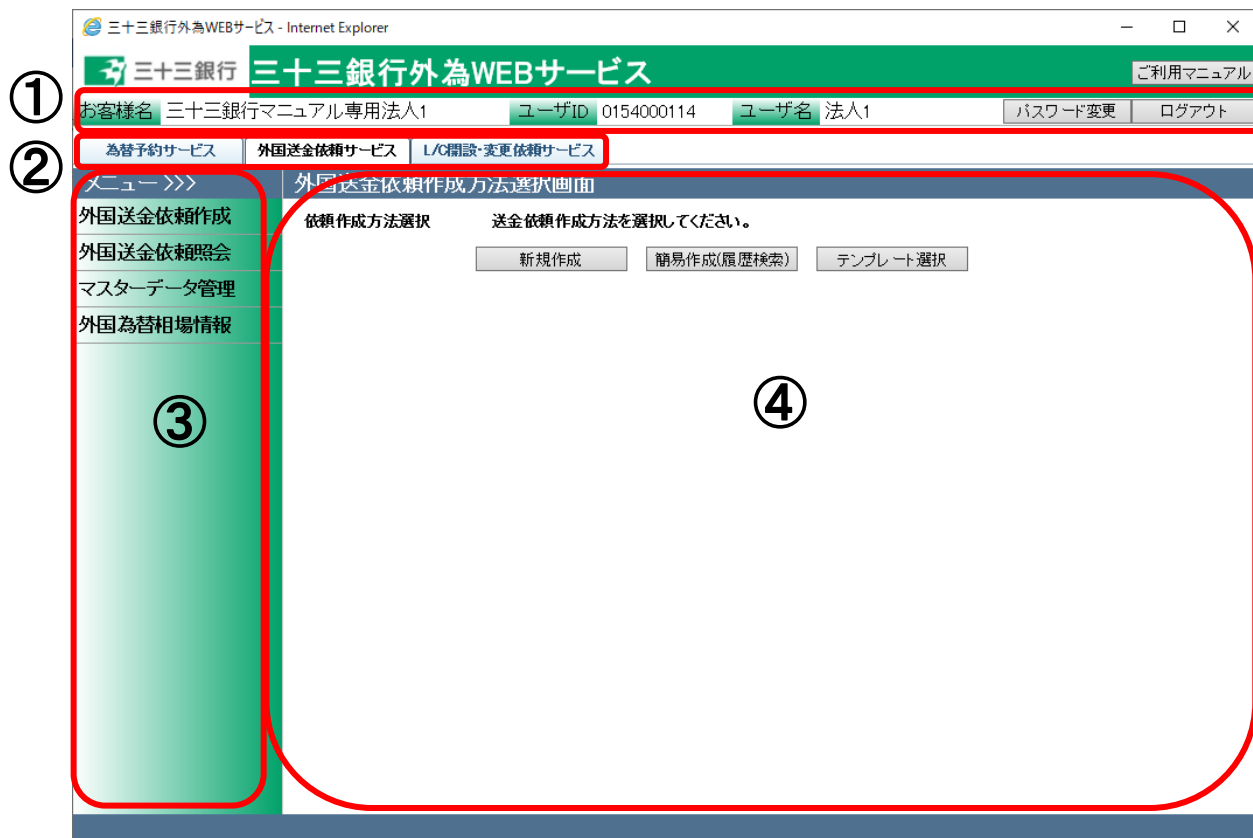 三十三銀行外為WEBサービス - Internet Explorer
三十三銀行 三十三銀行外為WEBサービス ご利用マニュアル
① お客様名 三十三銀行マニュアル専用法人1 ユーザID 0154000114 ユーザ名 法人1 パスワード変更 ログアウト
② 為替予約サービス 外国送金依頼サービス L/C開設・変更依頼サービス
メニュー >>> 外国送金依頼作成方法選択画面
外国送金依頼作成 依頼作成方法選択 送金依頼作成方法を選択してください。
外国送金依頼照会 新規作成 簡易作成(履歴検索) テンプレート選択
マスターデータ管理
外国為替相場情報
③ ④